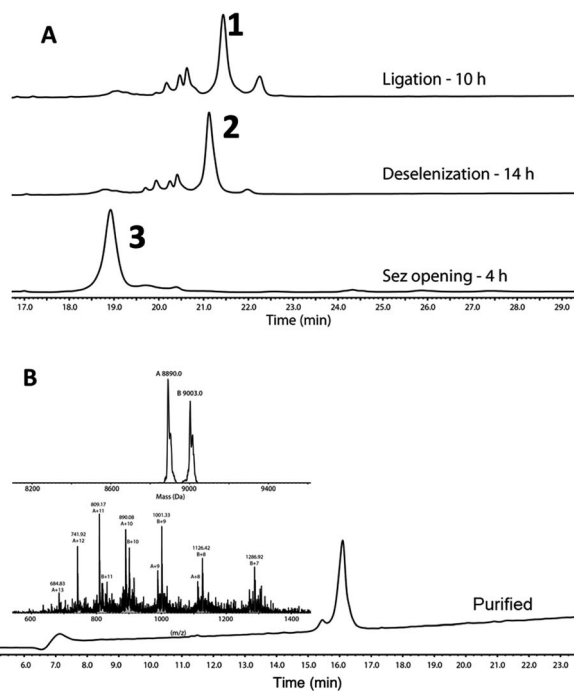 A
1
Ligation - 10 h
2
Deselenization - 14 h
3
Sez opening - 4 h
17.0 18.0 19.0 20.0 21.0 22.0 23.0 24.0 25.0 26.0 27.0 28.0 29.0
Time (min)
B
A 8890.0
B 9003.0
8200 8600 9000 9400
Mass (Da)
809.17
A+11
1001.33
B+9
890.08
A+10
741.92
A+12
B+10
1126.42
B+8
1286.92
B+7
A+9
684.83
A+13
B+11
A+8
600 800 1000 1200 1400
(m/z)
Purified
6.0 7.0 8.0 9.0 10.0 11.0 12.0 13.0 14.0 15.0 16.0 17.0 18.0 19.0 20.0 21.0 22.0 23.0
Time (min)